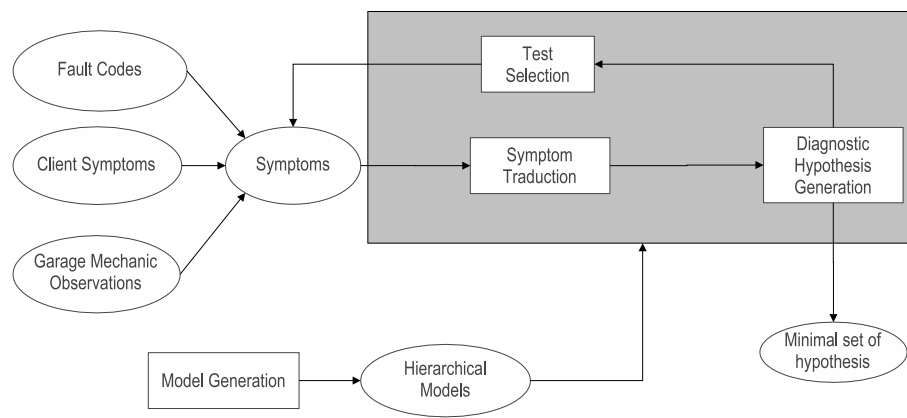 Fault Codes
Test
Selection
Client Symptoms
Symptoms
Symptom
Traduction
Diagnostic
Hypothesis
Generation
Garage Mechanic
Observations
Minimal set of
hypothesis
Model Generation
Hierarchical
Models